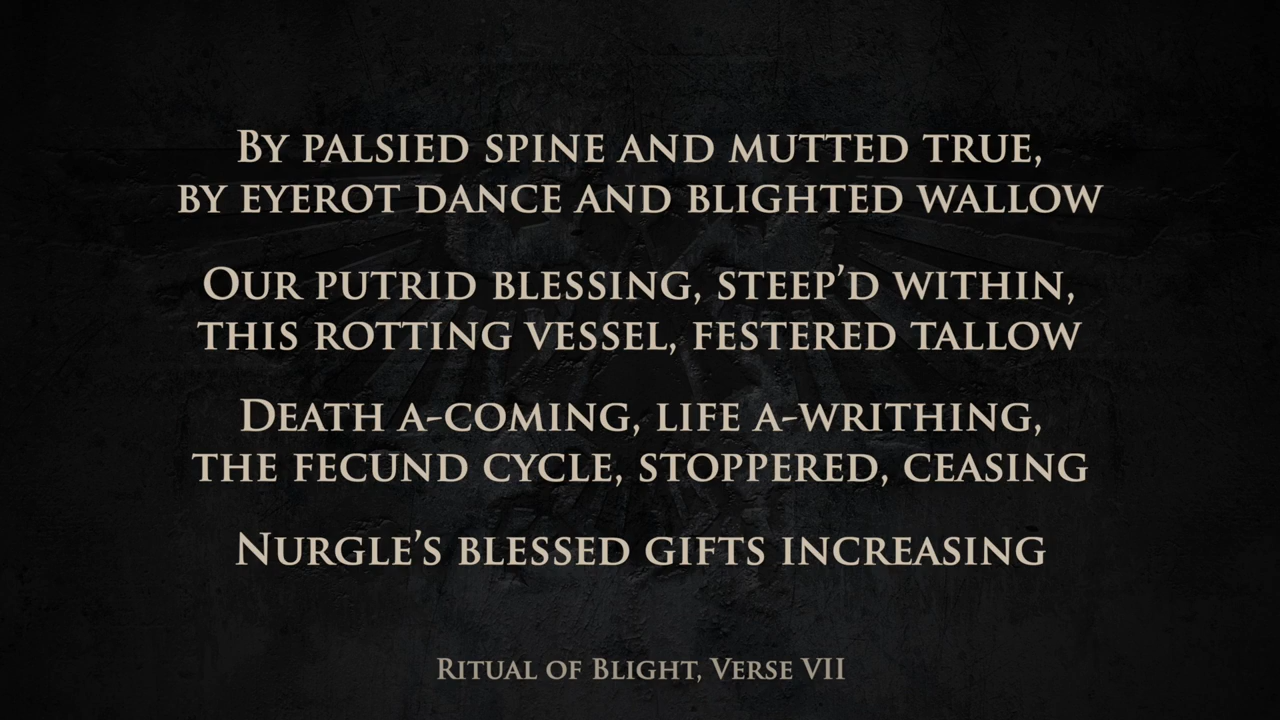 By palsied spine and mutted true,
by eyerot dance and blighted wallow
Our putrid blessing, steep’d within,
this rotting vessel, festered tallow
Death a-coming, life a-writhing,
the fecund cycle, stoppered, ceasing
Nurgle’s blessed gifts increasing
Ritual of Blight, Verse VII